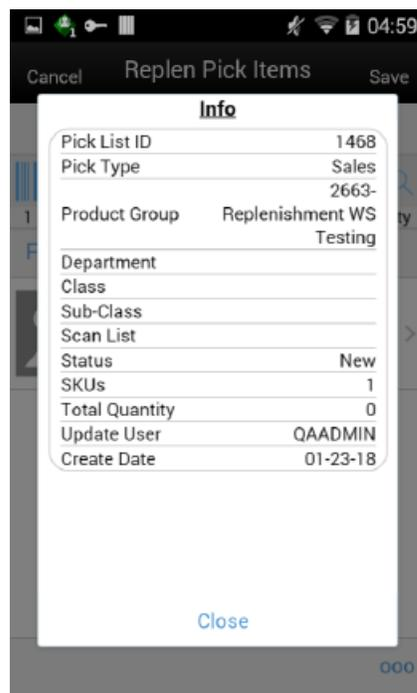 04:59
Cancel Replen Pick Items Save
Info
Pick List ID 1468
Pick Type Sales
2663-
Product Group Replenishment WS
Testing
Department
Class
Sub-Class
Scan List
Status New
SKUs 1
Total Quantity 0
Update User QAADMIN
Create Date 01-23-18
Close